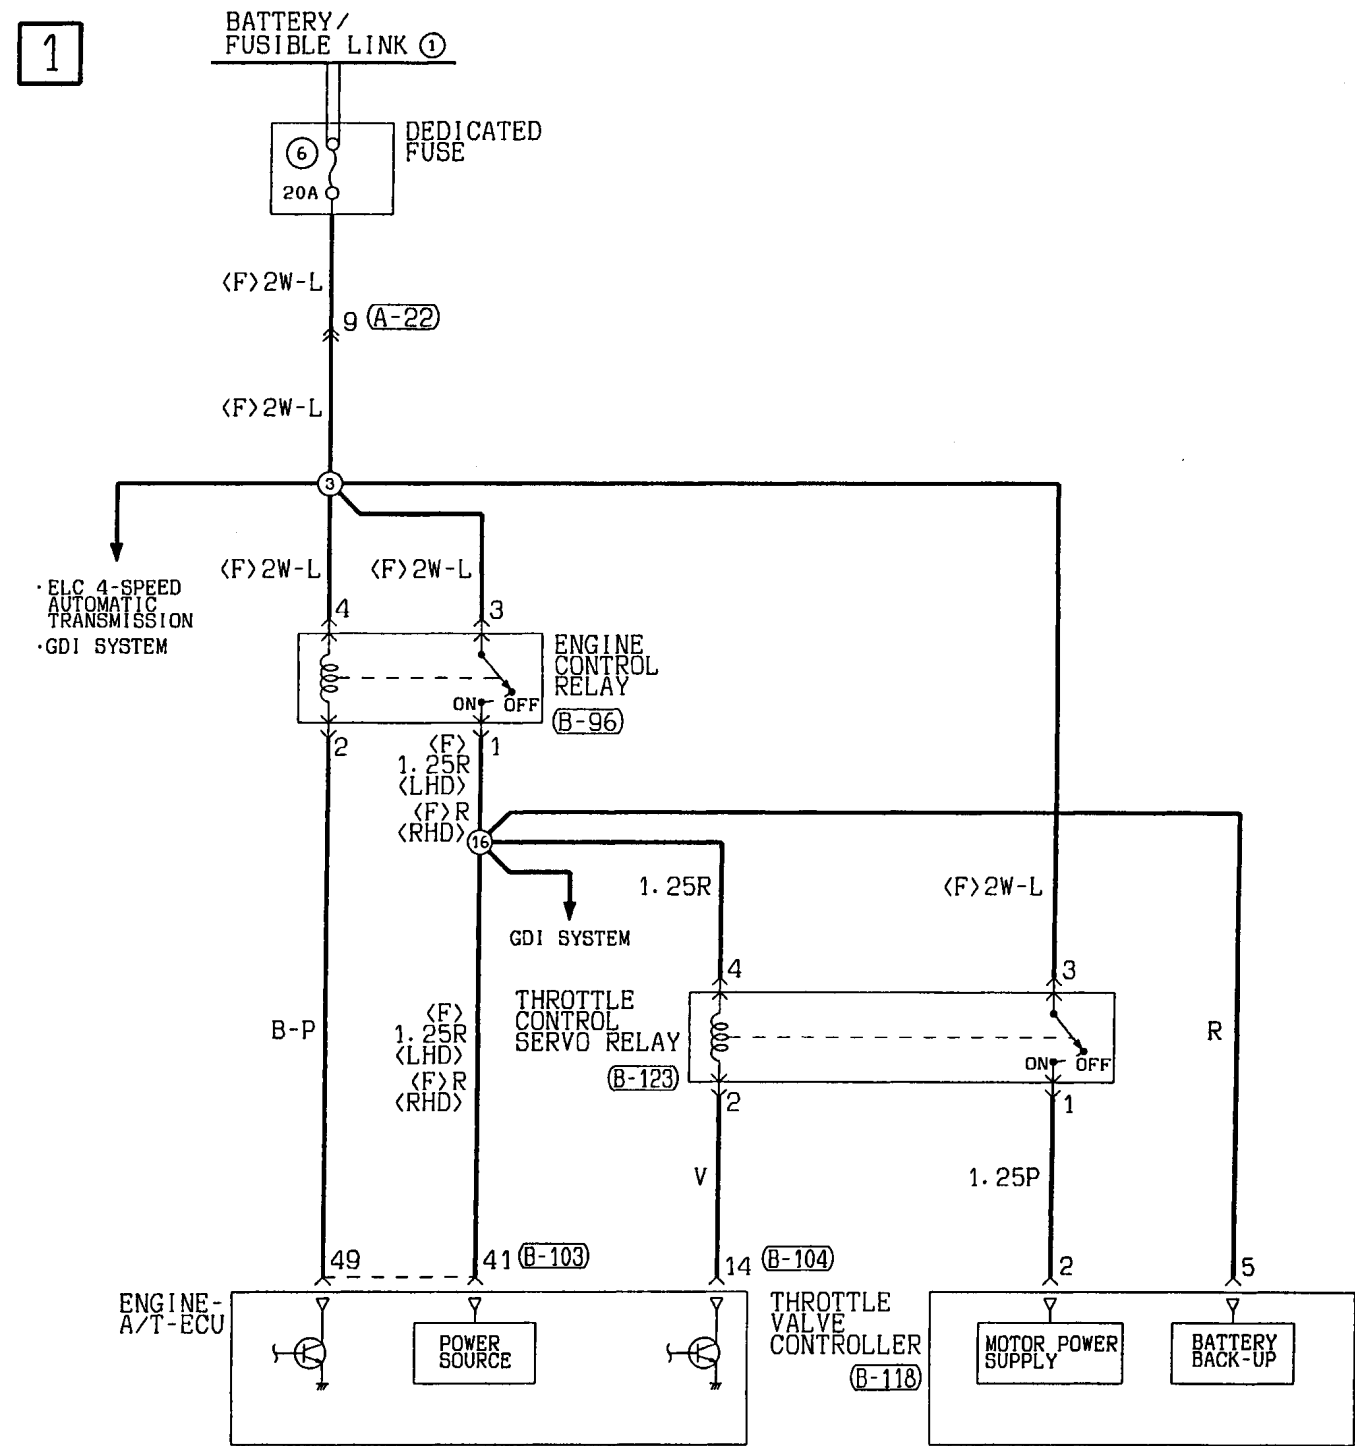 1
BATTERY/
FUSIBLE LINK ①
⑥
20A
DEDICATED
FUSE
<F>2W-L
9 (A-22)
<F>2W-L
③
· ELC 4-SPEED
AUTOMATIC
TRANSMISSION
· GDI SYSTEM
<F>2W-L
<F>2W-L
4
3
ENGINE
CONTROL
RELAY
(B-96)
ON
OFF
2
1
<F>
1.25R
<LHD>
<F>R
<RHD>
⑯
1.25R
<F>2W-L
GDI SYSTEM
4
3
THROTTLE
CONTROL
SERVO RELAY
(B-123)
ON
OFF
2
1
B-P
<F>
1.25R
<LHD>
<F>R
<RHD>
R
V
1.25P
49
41 (B-103)
14 (B-104)
2
5
ENGINE-
A/T-ECU
POWER
SOURCE
THROTTLE
VALVE
CONTROLLER
(B-118)
MOTOR POWER
SUPPLY
BATTERY
BACK-UP